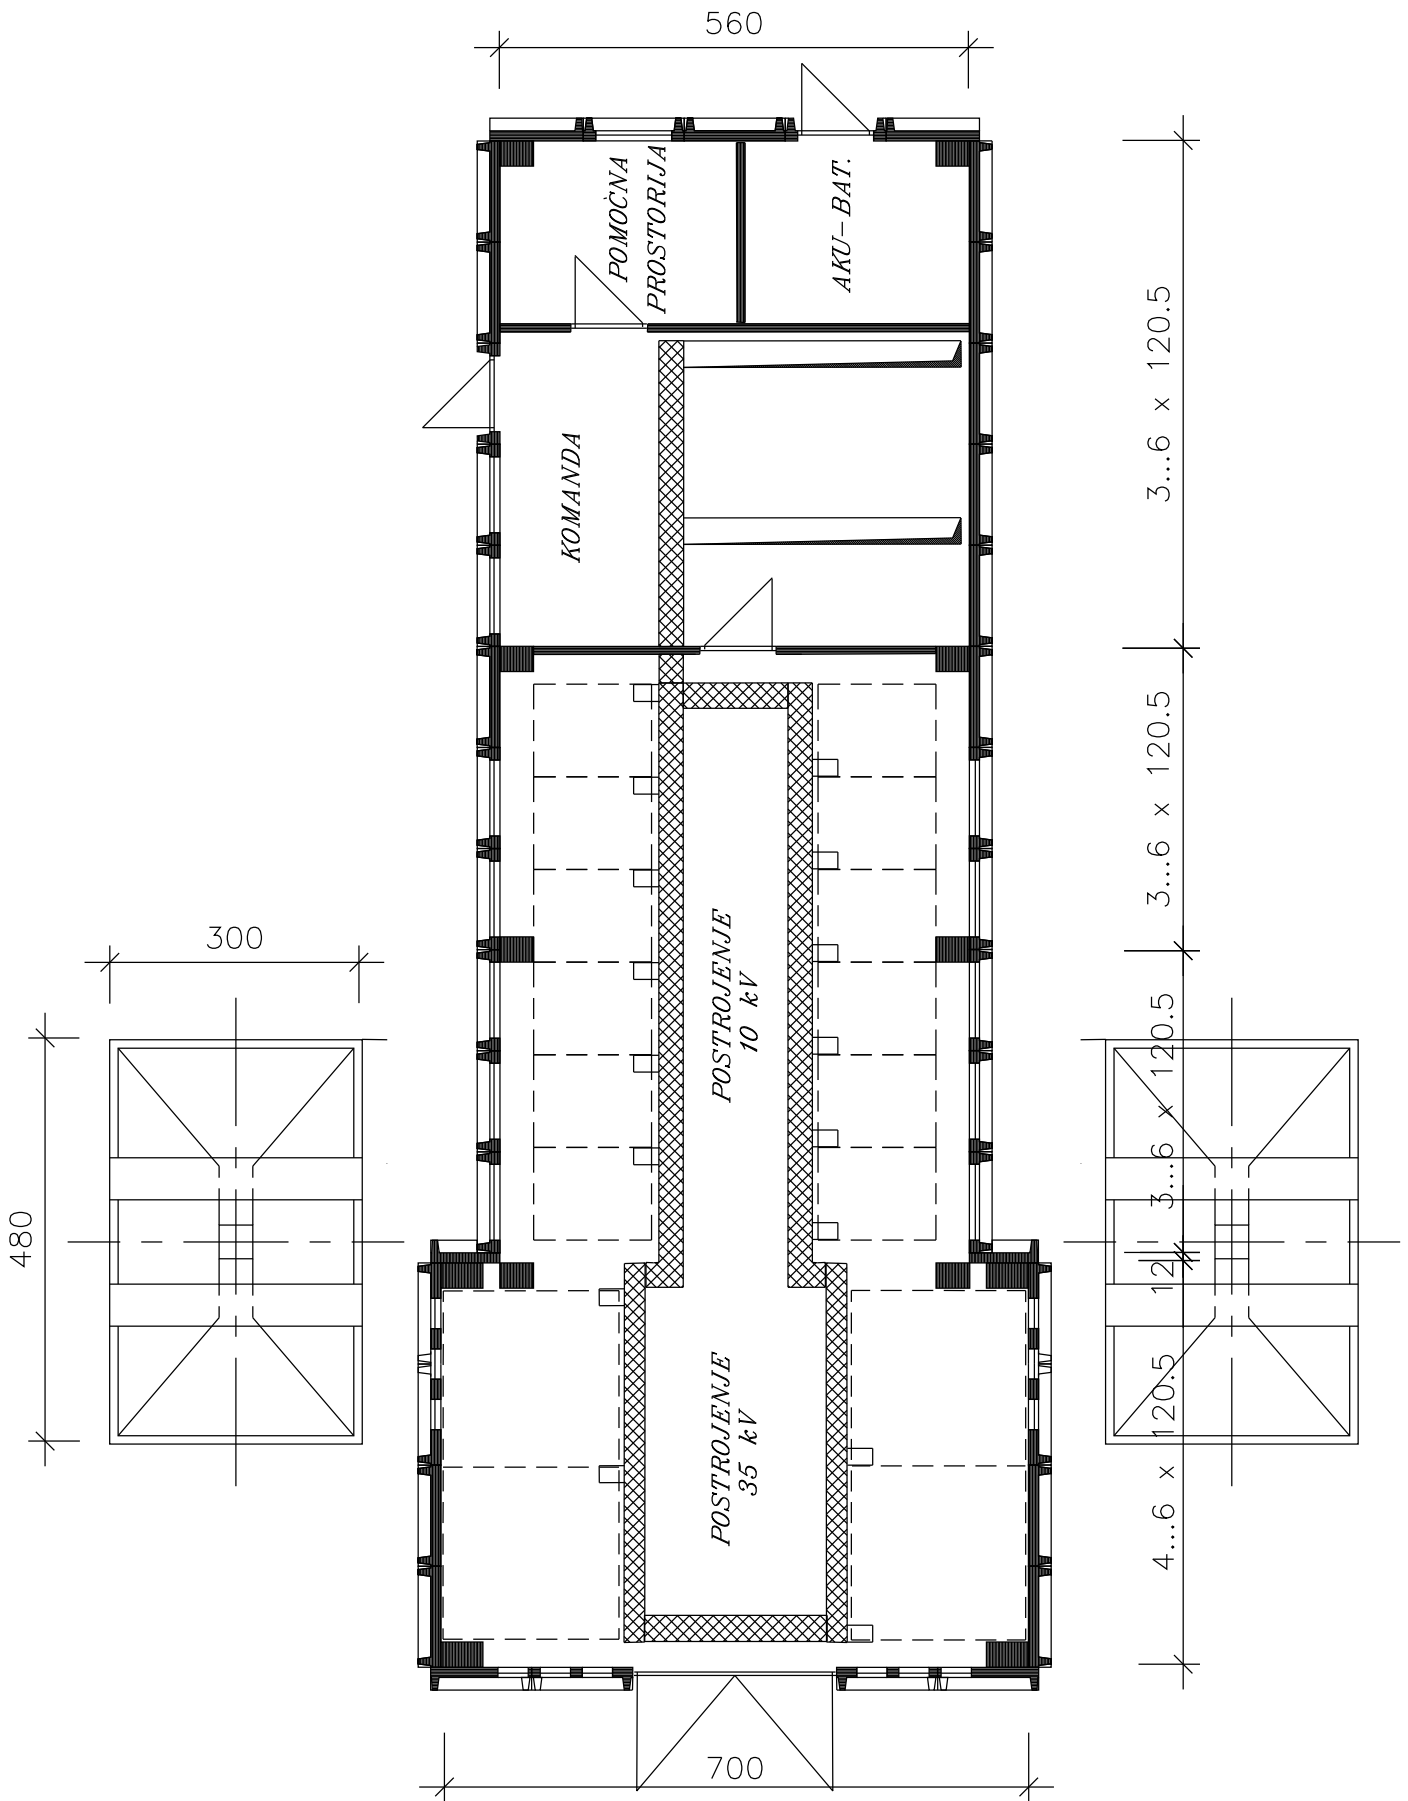 560
POMOĆNA
PROSTORIJA
AKU-BAT.
3...6 x 120.5
KOMANDA
3...6 x 120.5
POSTROJENJE
10 kV
300
480
3...6 x 120.5
12
POSTROJENJE
35 kV
4...6 x 120.5
700